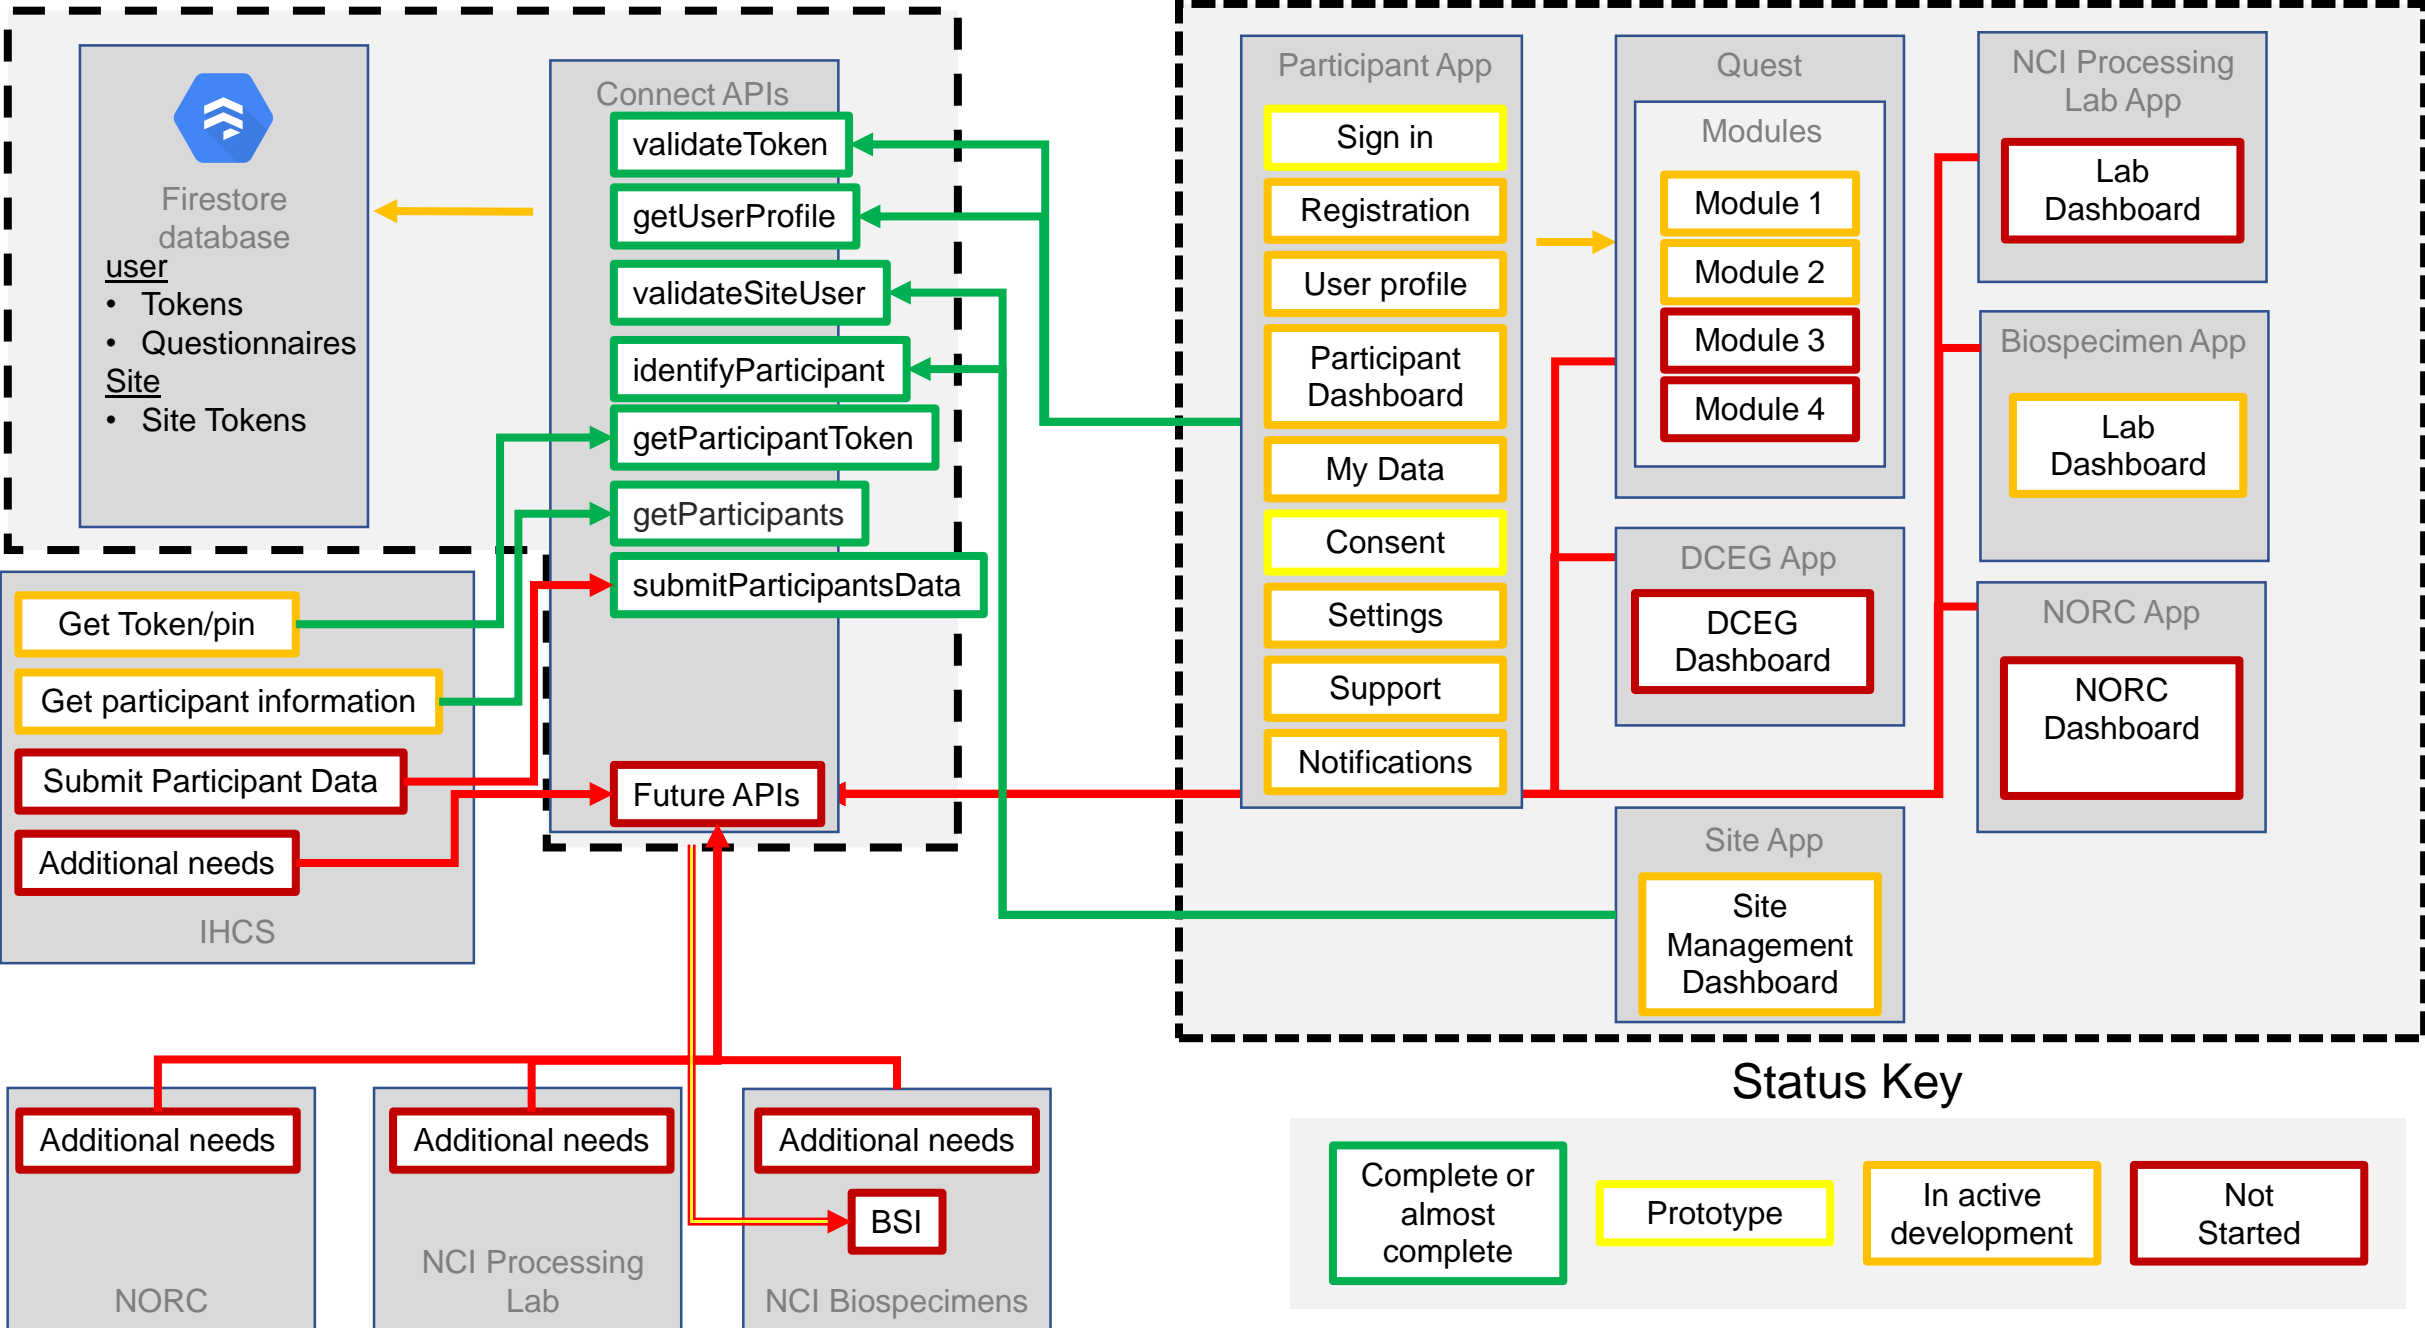 Firestore
database
user
• Tokens
• Questionnaires
Site
• Site Tokens
Connect APIs
validateToken
getUserProfile
validateSiteUser
identifyParticipant
getParticipantToken
getParticipants
submitParticipantsData
Future APIs
Get Token/pin
Get participant information
Submit Participant Data
Additional needs
IHCS
Participant App
Sign in
Registration
User profile
Participant
Dashboard
My Data
Consent
Settings
Support
Notifications
Quest
Modules
Module 1
Module 2
Module 3
Module 4
DCEG App
DCEG
Dashboard
Site App
Site
Management
Dashboard
NCI Processing
Lab App
Lab
Dashboard
Biospecimen App
Lab
Dashboard
NORC App
NORC
Dashboard
Additional needs
NORC
Additional needs
NCI Processing
Lab
Additional needs
BSI
NCI Biospecimens
Status Key
Complete or
almost
complete
Prototype
In active
development
Not
Started